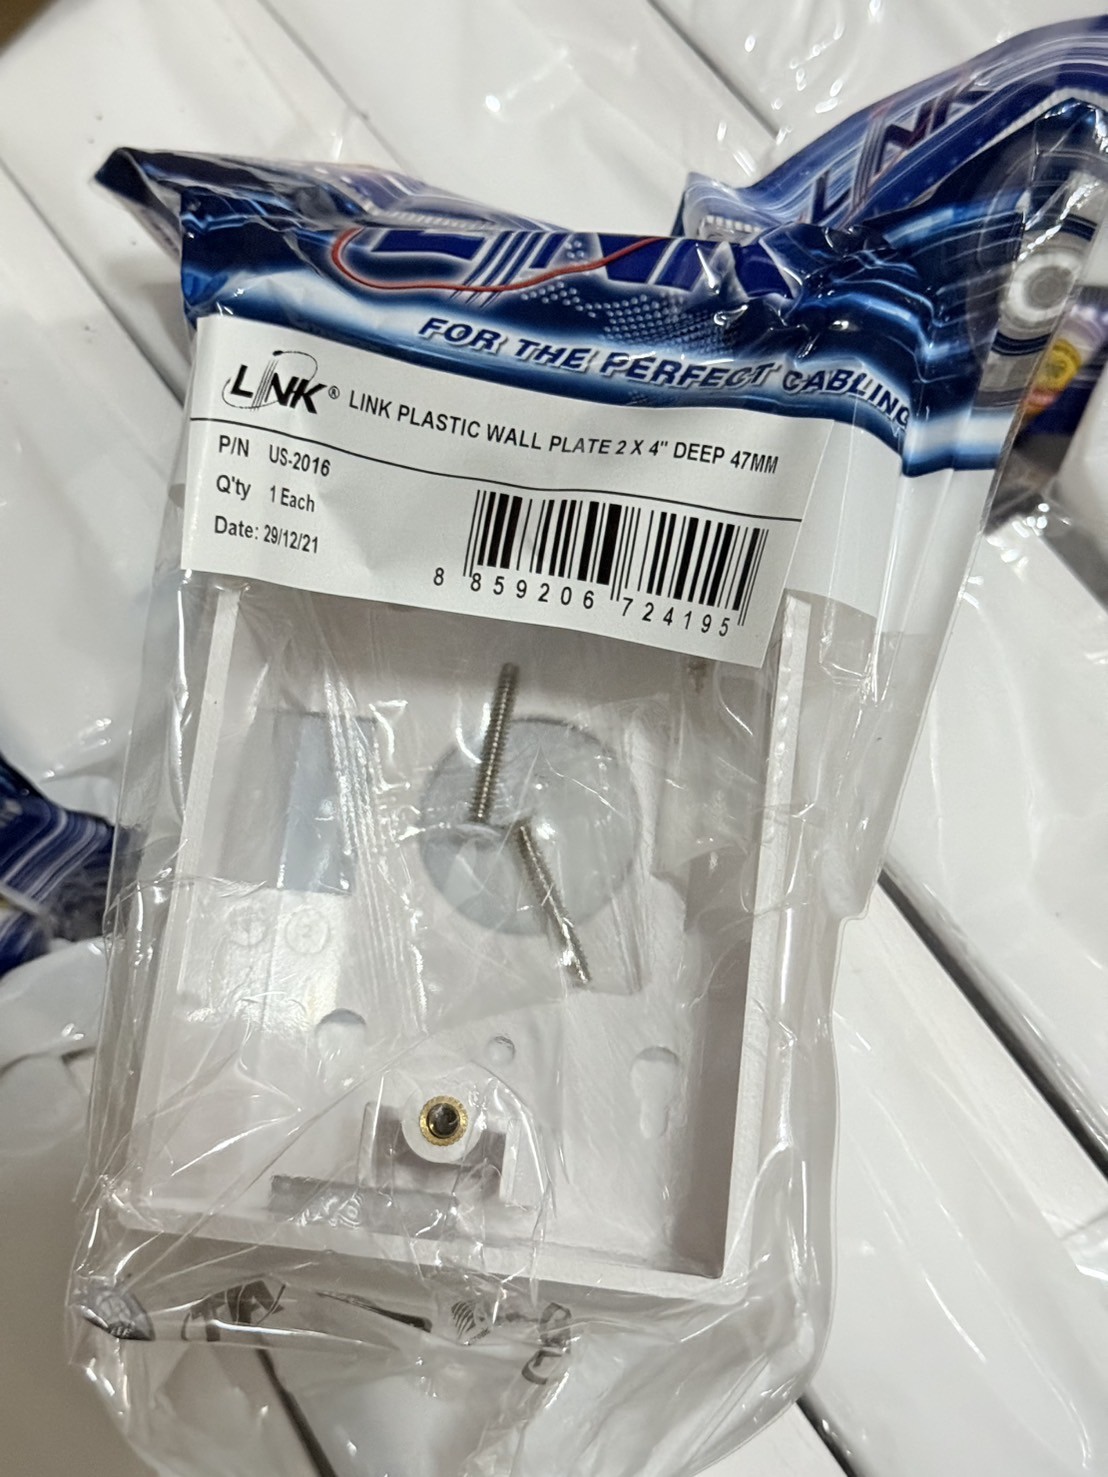 LINK
FOR THE PERFECT CABLING
LINK® LINK PLASTIC WALL PLATE 2 X 4" DEEP 47MM
P/N US-2016
Q'ty 1 Each
Date: 29/12/21
8 859206 724195